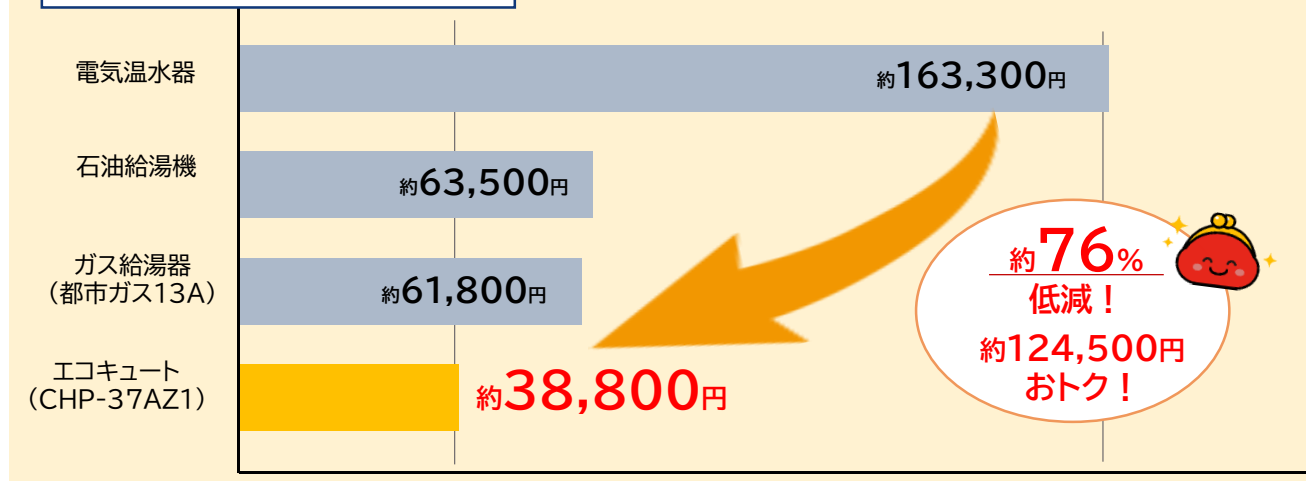 電気温水器
約163,300円
石油給湯機
約63,500円
ガス給湯器
（都市ガス13A）
約61,800円
エコキュート
（CHP-37AZ1）
約38,800円
約76%
低減！
約124,500円
おトク！